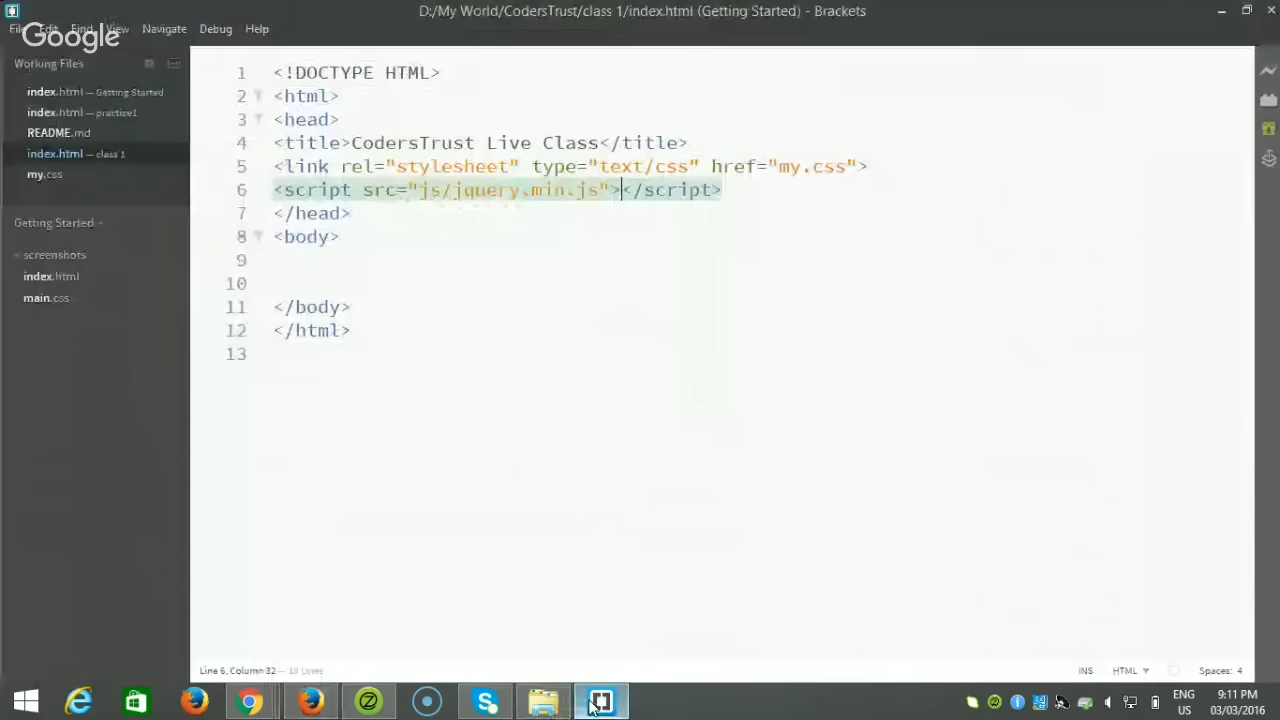 D:/My World/CodersTrust/class 1/index.html (Getting Started) - Brackets
File Edit Find View Navigate Debug Help
Google
Working Files
index.html — Getting Started
index.html — practice1
README.md
index.html — class 1
my.css
Getting Started
screenshots
index.html
main.css
1 <!DOCTYPE HTML>
2 <html>
3 <head>
4 <title>CodersTrust Live Class</title>
5 <link rel="stylesheet" type="text/css" href="my.css">
6 <script src="js/jquery.min.js"></script>
7 </head>
8 <body>
9
10
11 </body>
12 </html>
13
Line 6, Column 32 — 13 Lines
INS HTML Spaces: 4
ENG 9:11 PM
US 03/03/2016